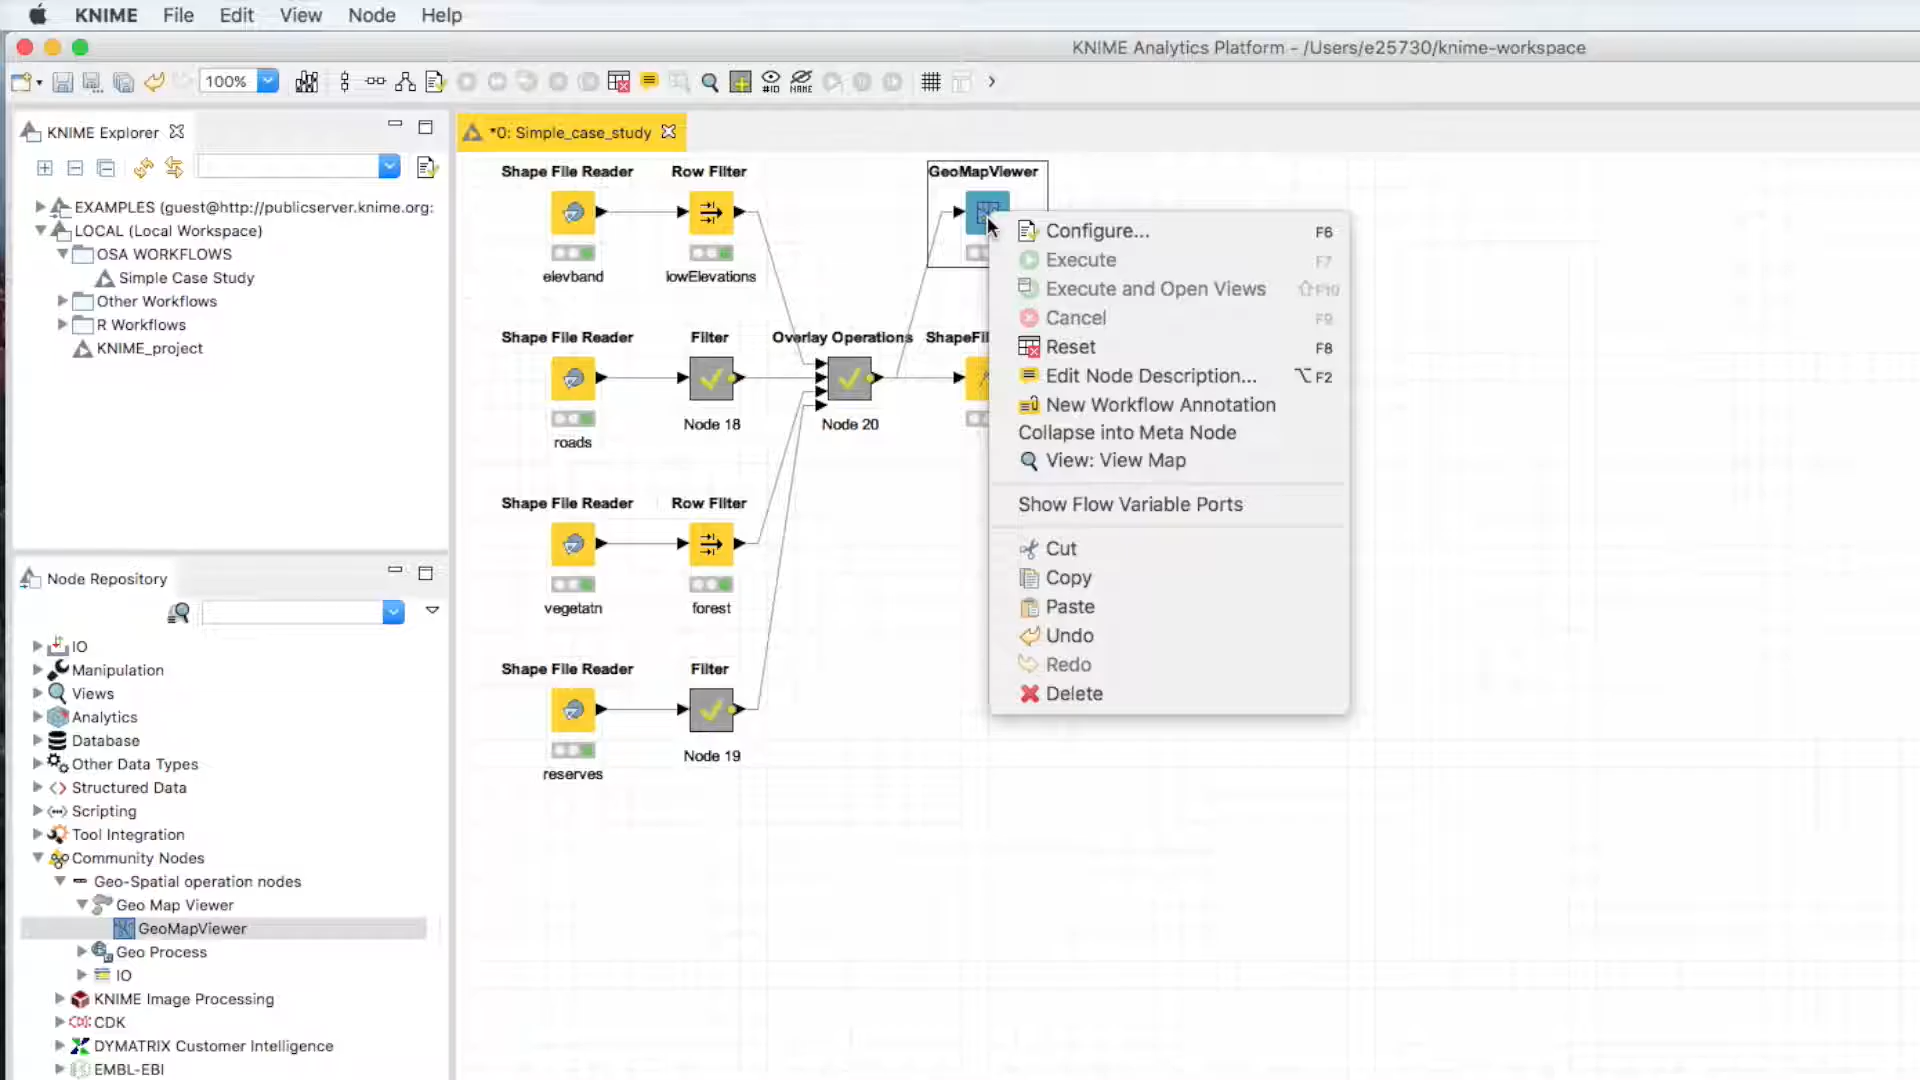 KNIME File Edit View Node Help
KNIME Analytics Platform - /Users/e25730/knime-workspace
100%
#ID
NAME
KNIME Explorer
EXAMPLES (guest@http://publicserver.knime.org:
LOCAL (Local Workspace)
OSA WORKFLOWS
Simple Case Study
Other Workflows
R Workflows
KNIME_project
Node Repository
IO
Manipulation
Views
Analytics
Database
Other Data Types
Structured Data
Scripting
Tool Integration
Community Nodes
Geo-Spatial operation nodes
Geo Map Viewer
GeoMapViewer
Geo Process
IO
KNIME Image Processing
CDK
DYMATRIX Customer Intelligence
EMBL-EBI
*0: Simple_case_study
Shape File Reader Row Filter GeoMapViewer
elevband lowElevations
Shape File Reader Filter Overlay Operations ShapeFil
roads Node 18 Node 20
Shape File Reader Row Filter
vegetatn forest
Shape File Reader Filter
reserves Node 19
Configure... F6
Execute F7
Execute and Open Views ⇧F10
Cancel F9
Reset F8
Edit Node Description... ⌥F2
New Workflow Annotation
Collapse into Meta Node
View: View Map
Show Flow Variable Ports
Cut
Copy
Paste
Undo
Redo
Delete